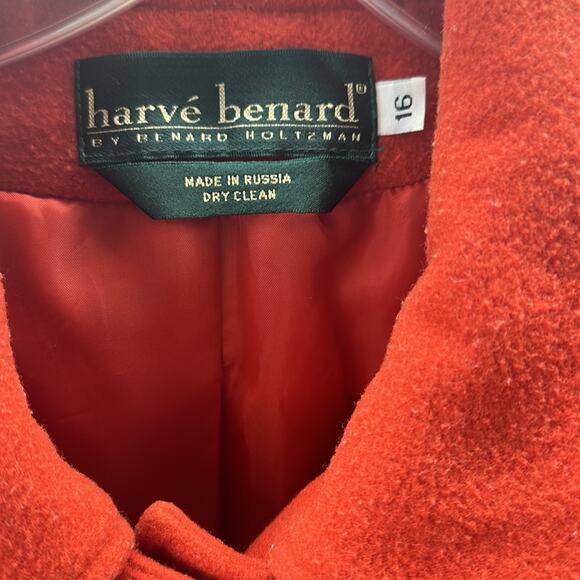 harvé benard®
BY BENARD HOLTZMAN
16
MADE IN RUSSIA
DRY CLEAN